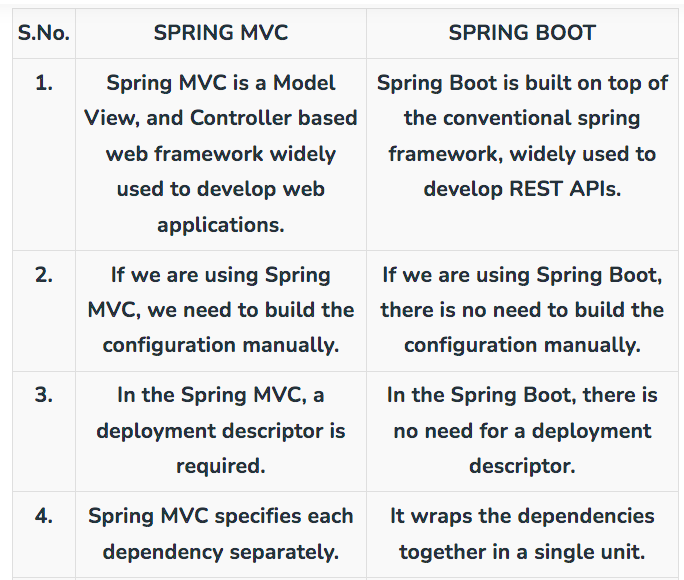 S.No. SPRING MVC SPRING BOOT
1. Spring MVC is a Model
View, and Controller based
web framework widely
used to develop web
applications.
Spring Boot is built on top of
the conventional spring
framework, widely used to
develop REST APIs.
2. If we are using Spring
MVC, we need to build the
configuration manually.
If we are using Spring Boot,
there is no need to build the
configuration manually.
3. In the Spring MVC, a
deployment descriptor is
required.
In the Spring Boot, there is
no need for a deployment
descriptor.
4. Spring MVC specifies each
dependency separately.
It wraps the dependencies
together in a single unit.